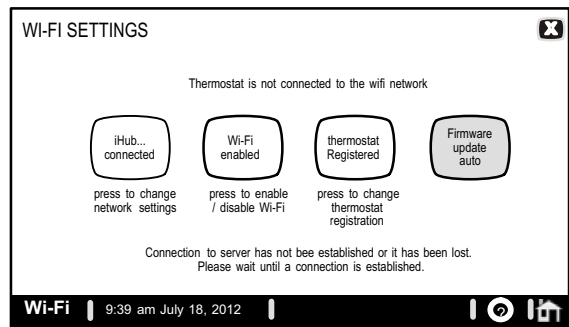 WI-FI SETTINGS
X
Thermostat is not connected to the wifi network
iHub...
connected
Wi-Fi
enabled
thermostat
Registered
Firmware
update
auto
press to change
network settings
press to enable
/ disable Wi-Fi
press to change
thermostat
registration
Connection to server has not bee established or it has been lost.
Please wait until a connection is established.
Wi-Fi 9:39 am July 18, 2012 ?